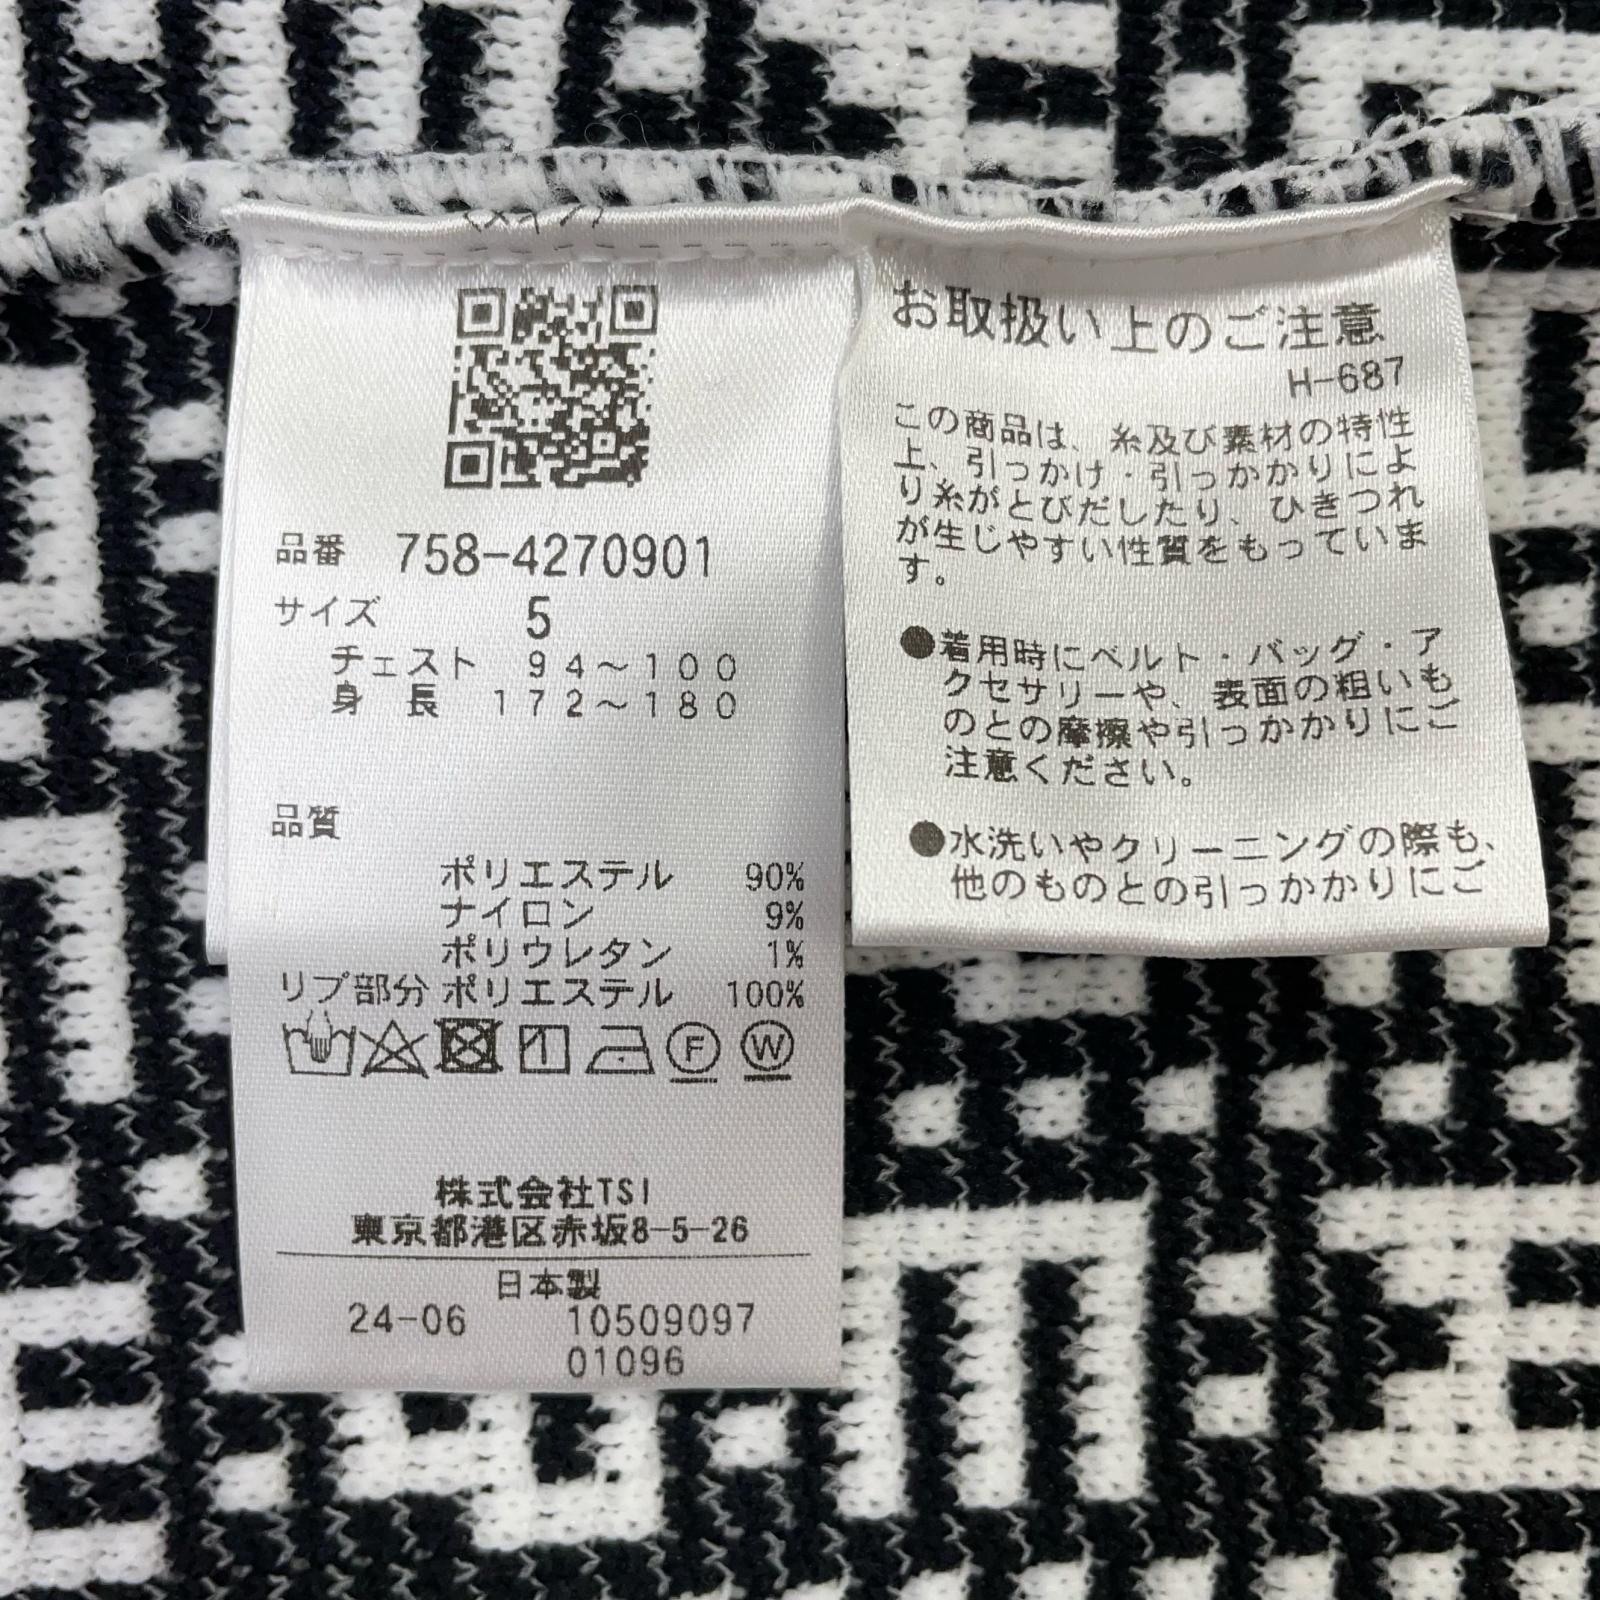 品番 758-4270901
サイズ 5
チェスト 94～100
身長 172～180
品質
ポリエステル 90%
ナイロン 9%
ポリウレタン 1%
リブ部分 ポリエステル 100%
F W
株式会社TSI
東京都港区赤坂8-5-26
日本製
24-06 10509097
01096
お取扱い上のご注意
H-687
この商品は、糸及び素材の特性
上、引っかけ・引っかかりによ
り糸がとびだしたり、ひきつれ
が生じやすい性質をもっていま
す。
●着用時にベルト・バッグ・ア
クセサリーや、表面の粗いも
のとの摩擦や引っかかりにご
注意ください。
●水洗いやクリーニングの際も、
他のものとの引っかかりにご